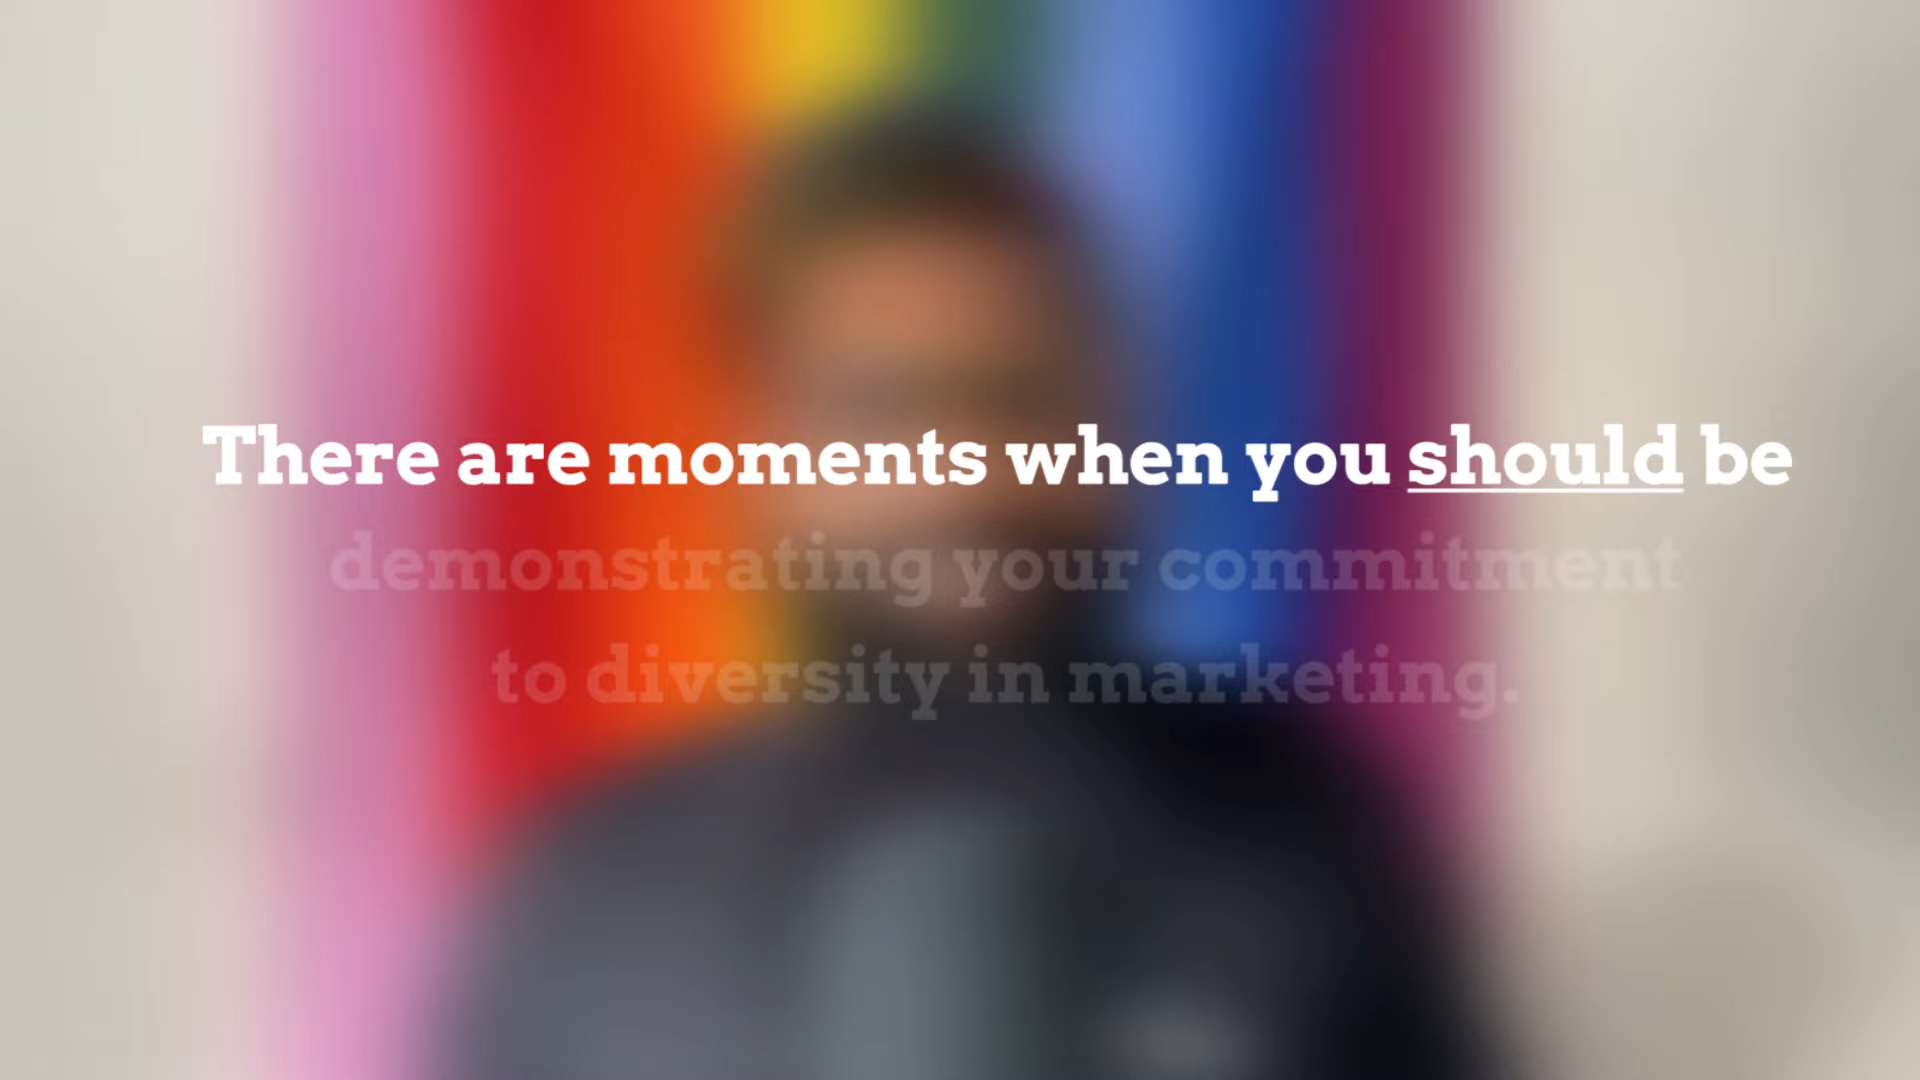 There are moments when you should be
demonstrating your commitment
to diversity in marketing.